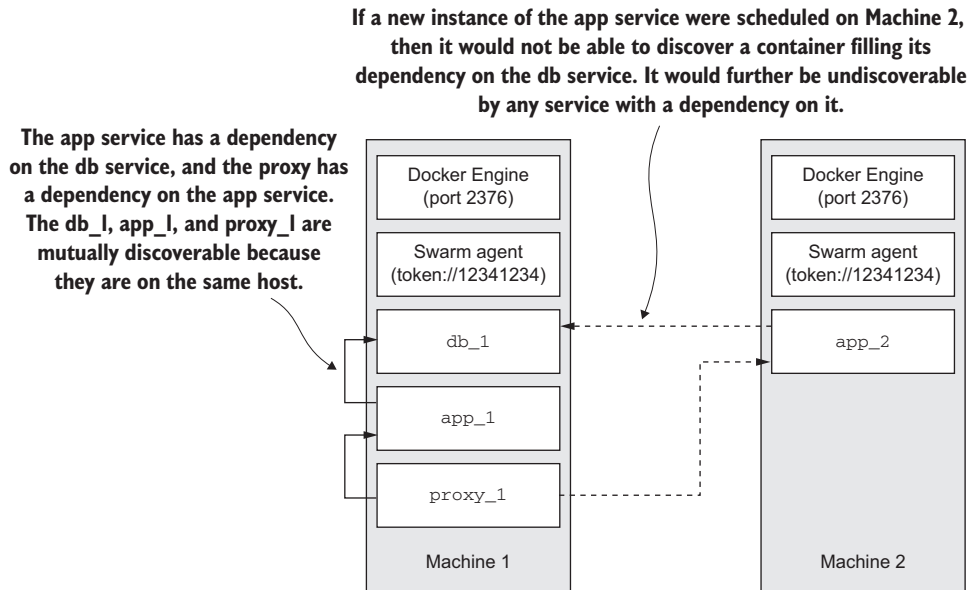 If a new instance of the app service were scheduled on Machine 2,
then it would not be able to discover a container filling its
dependency on the db service. It would further be undiscoverable
by any service with a dependency on it.
The app service has a dependency
on the db service, and the proxy has
a dependency on the app service.
The db_1, app_1, and proxy_1 are
mutually discoverable because
they are on the same host.
Docker Engine
(port 2376)
Swarm agent
(token://12341234)
db_1
app_1
proxy_1
Machine 1
Docker Engine
(port 2376)
Swarm agent
(token://12341234)
app_2
Machine 2